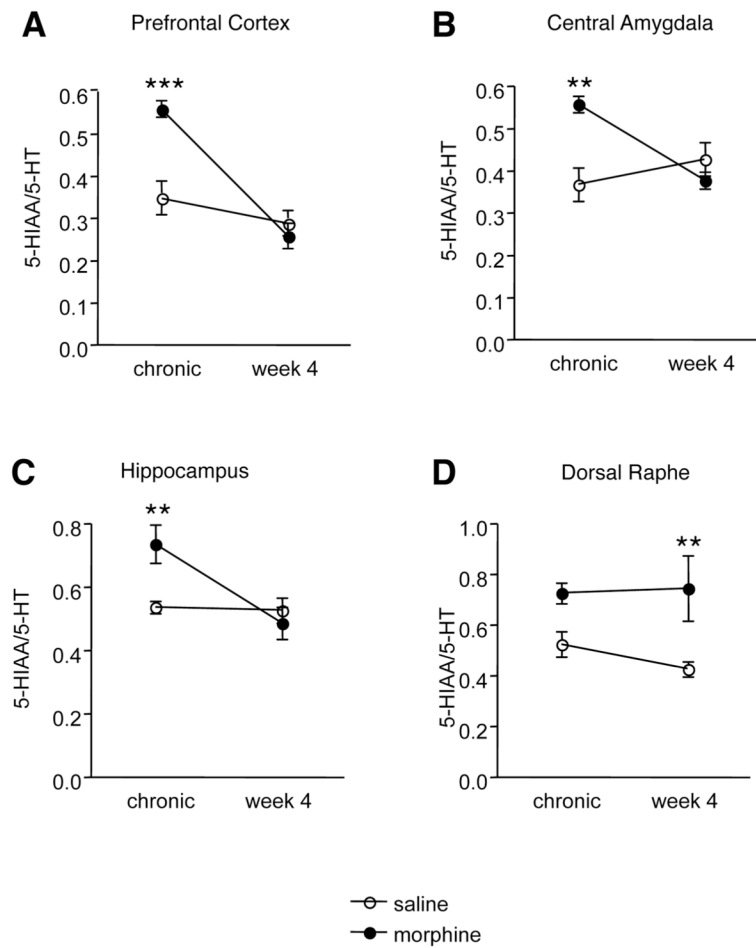 A Prefrontal Cortex
***
5-HIAA/5-HT
0.6
0.5
0.4
0.3
0.2
0.1
0.0
chronic week 4
B Central Amygdala
**
5-HIAA/5-HT
0.6
0.5
0.4
0.3
0.2
0.1
0.0
chronic week 4
C Hippocampus
**
5-HIAA/5-HT
0.8
0.6
0.4
0.2
0.0
chronic week 4
D Dorsal Raphe
**
5-HIAA/5-HT
1.0
0.8
0.6
0.4
0.2
0.0
chronic week 4
saline
morphine